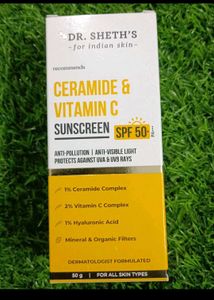 DR. SHETH'S
-for indian skin-
recommends
CERAMIDE &
VITAMIN C
SUNSCREEN
SPF 50+
ANTI-POLLUTION | ANTI-VISIBLE LIGHT
PROTECTS AGAINST UVA & UVB RAYS
1% Ceramide Complex
2% Vitamin C Complex
1% Hyaluronic Acid
Mineral & Organic Filters
DERMATOLOGIST FORMULATED
50 g | FOR ALL SKIN TYPES